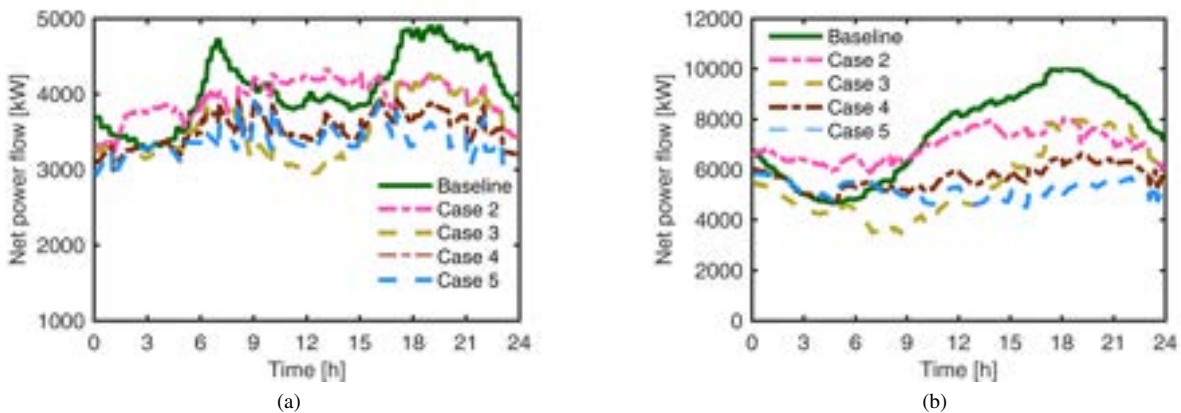 5000
4000
3000
2000
1000
Net power flow [kW]
Baseline
Case 2
Case 3
Case 4
Case 5
0 3 6 9 12 15 18 21 24
Time [h]
(a)
12000
10000
8000
6000
4000
2000
0
Net power flow [kW]
Baseline
Case 2
Case 3
Case 4
Case 5
0 3 6 9 12 15 18 21 24
Time [h]
(b)